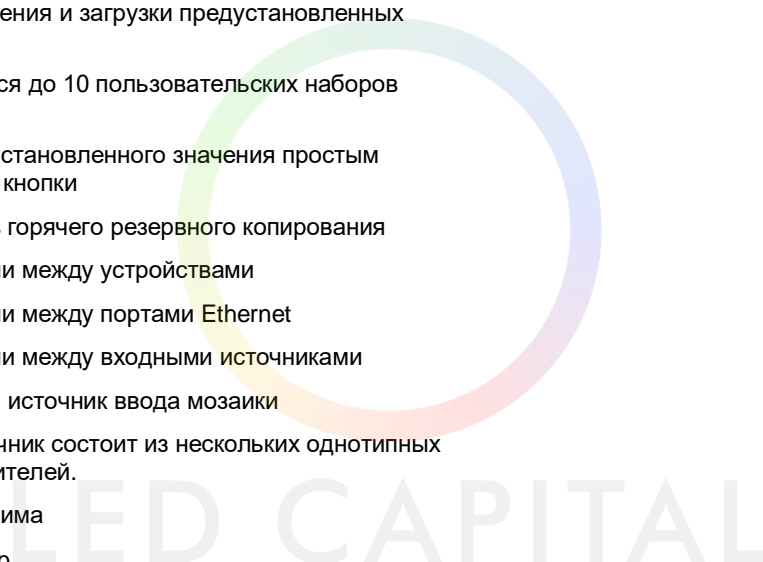 ения и загрузки предустановленных
ся до 10 пользовательских наборов
установленного значения простым
кнопки
горячего резервного копирования
и между устройствами
и между портами Ethernet
и между входными источниками
источник ввода мозаики
чник состоит из нескольких однотипных
ителей.
има
LED CAPITAL